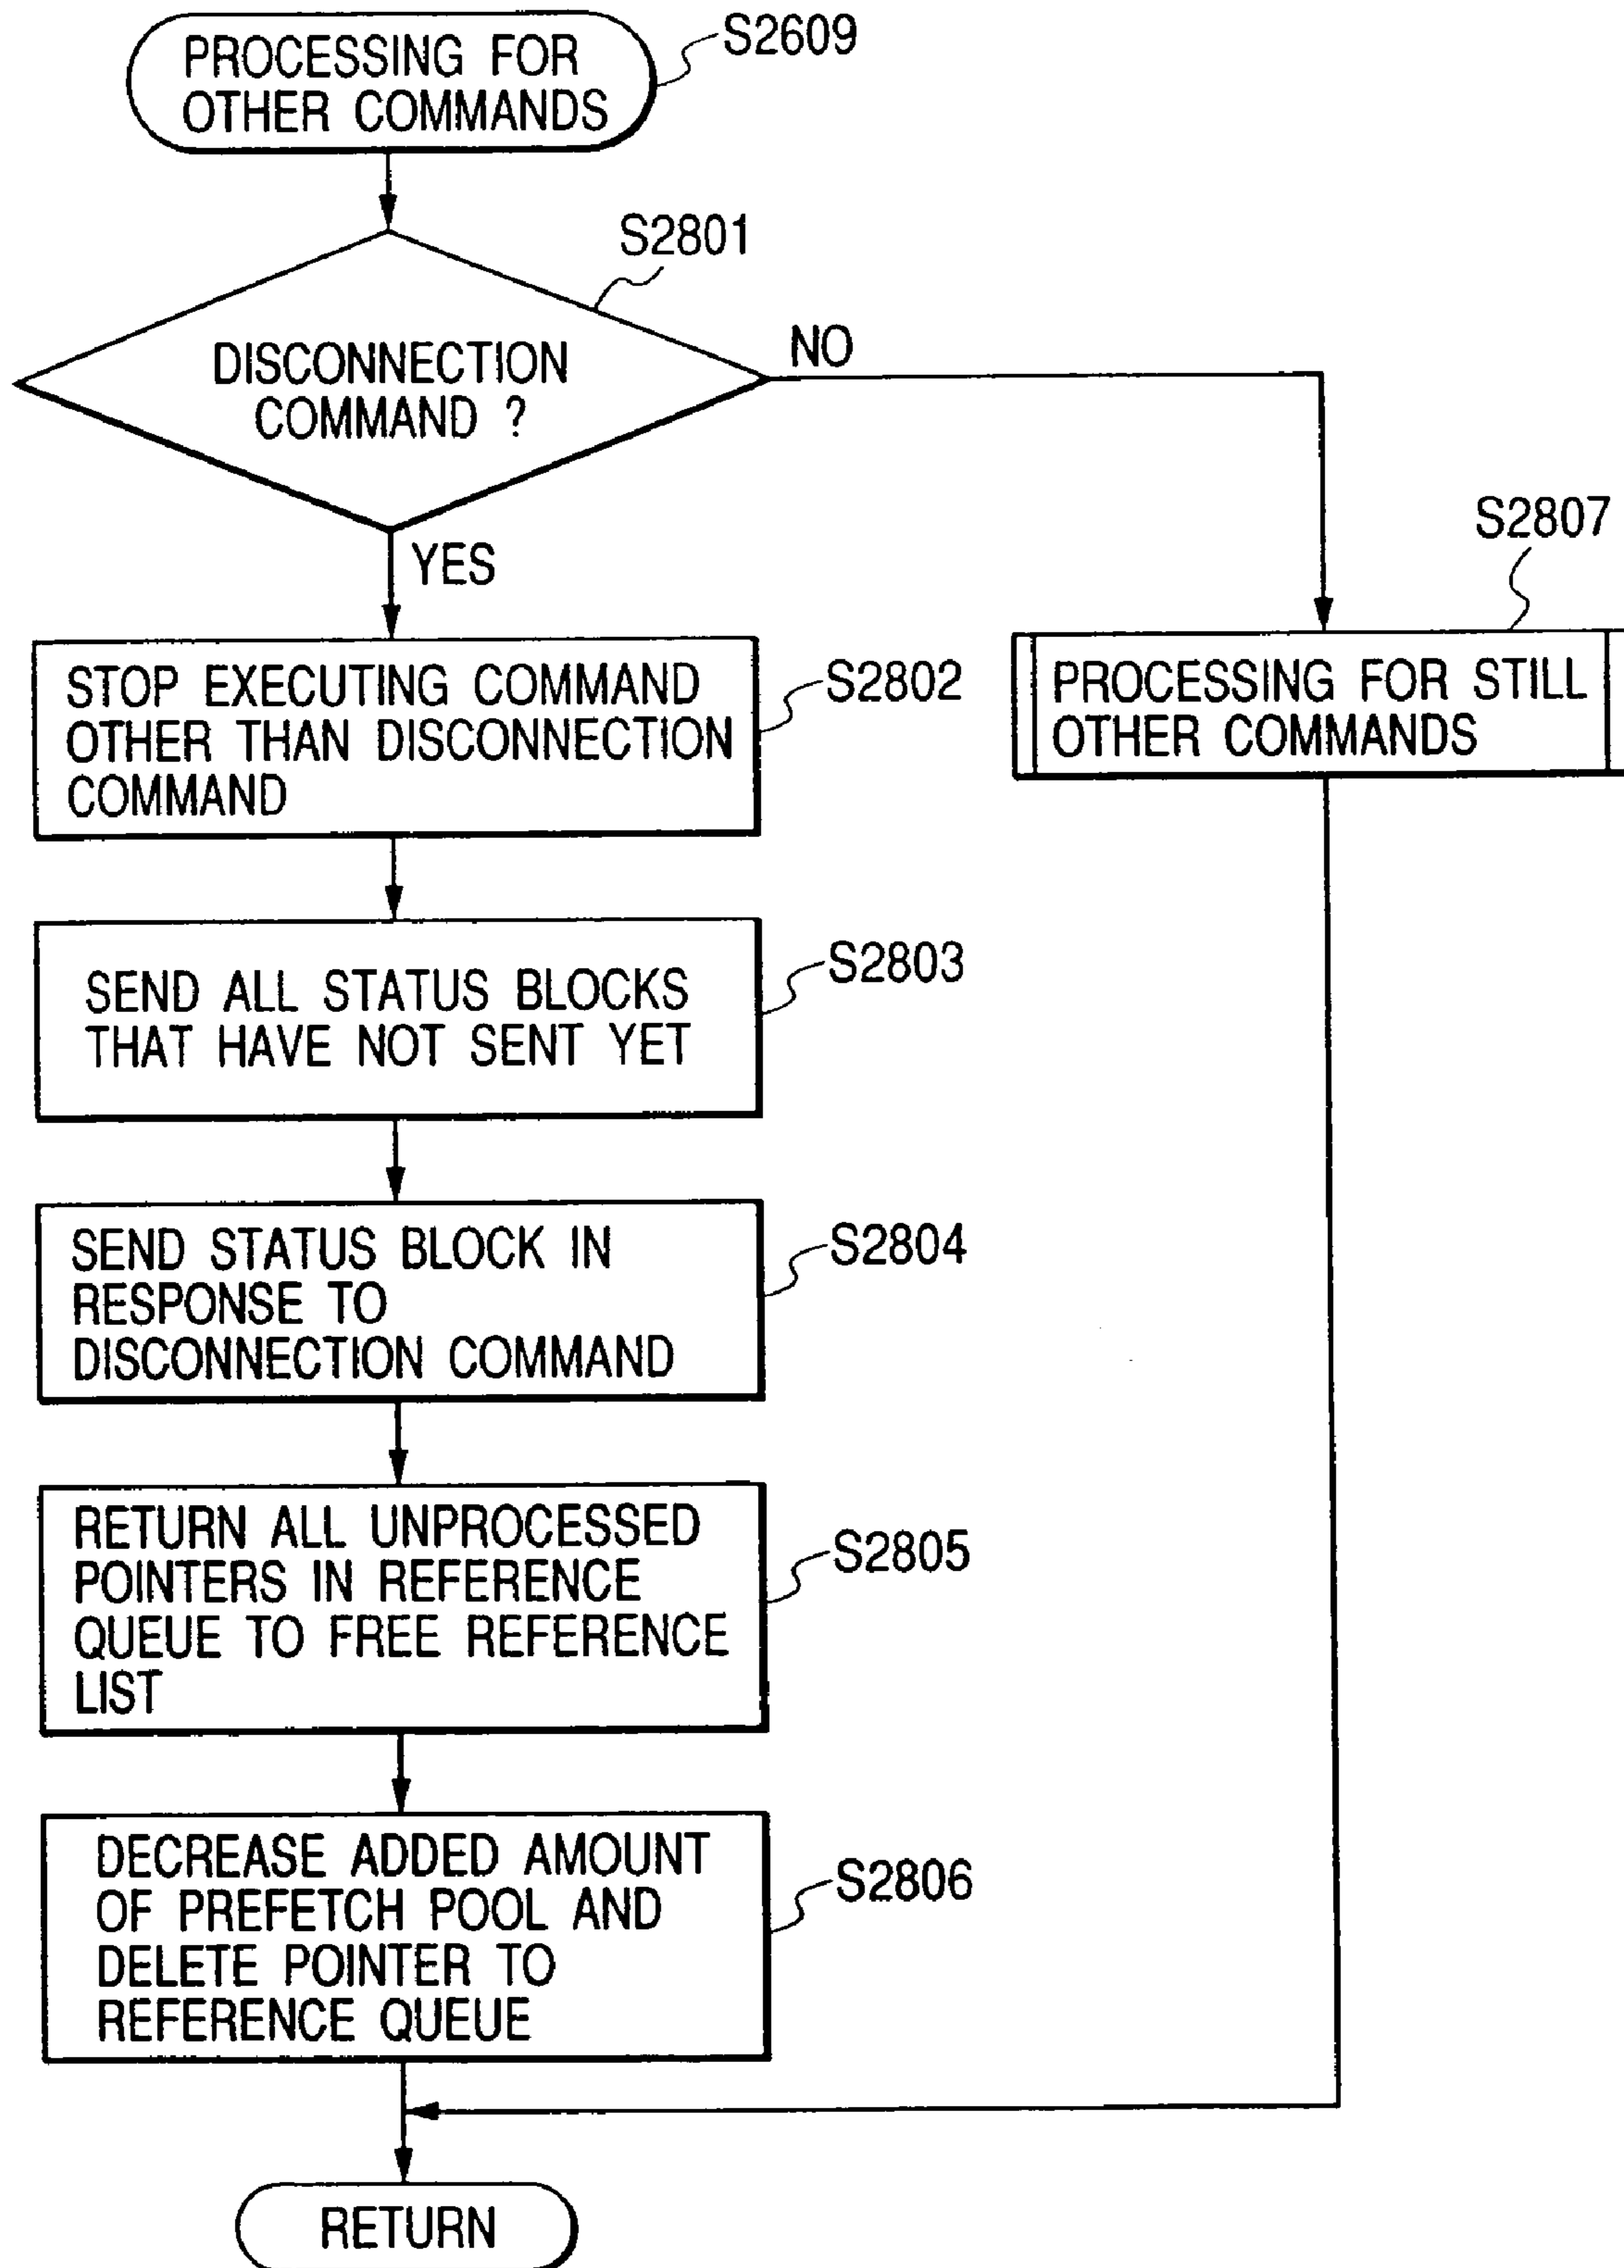 PROCESSING FOR
OTHER COMMANDS
S2609
S2801
DISCONNECTION
COMMAND ?
NO
YES
S2807
STOP EXECUTING COMMAND
OTHER THAN DISCONNECTION
COMMAND
S2802
PROCESSING FOR STILL
OTHER COMMANDS
SEND ALL STATUS BLOCKS
THAT HAVE NOT SENT YET
S2803
SEND STATUS BLOCK IN
RESPONSE TO
DISCONNECTION COMMAND
S2804
RETURN ALL UNPROCESSED
POINTERS IN REFERENCE
QUEUE TO FREE REFERENCE
LIST
S2805
DECREASE ADDED AMOUNT
OF PREFETCH POOL AND
DELETE POINTER TO
REFERENCE QUEUE
S2806
RETURN